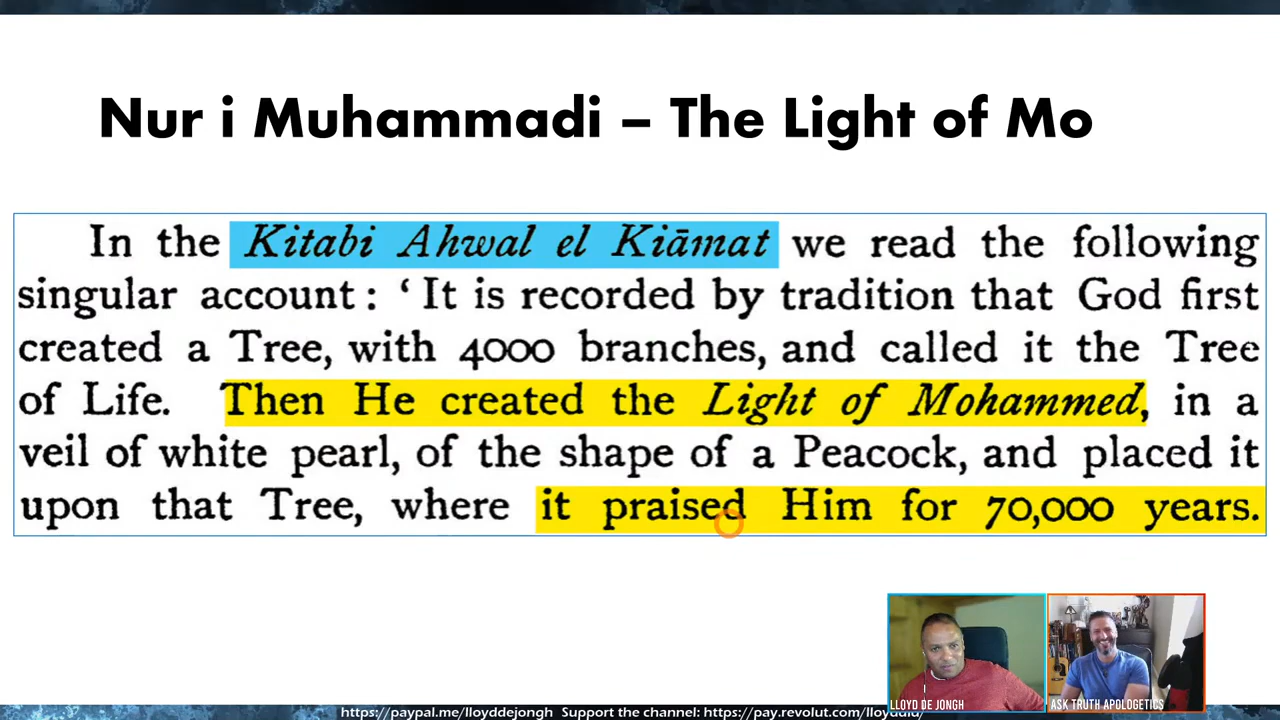 Nur i Muhammadi – The Light of Mo
In the Kitabi Ahwal el Kiāmat we read the following
singular account: ‘It is recorded by tradition that God first
created a Tree, with 4000 branches, and called it the Tree
of Life. Then He created the Light of Mohammed, in a
veil of white pearl, of the shape of a Peacock, and placed it
upon that Tree, where it praised Him for 70,000 years.
LLOYD DE JONGH
ASK TRUTH APOLOGETICS
https://paypal.me/lloyddejongh Support the channel: https://pay.revolut.com/